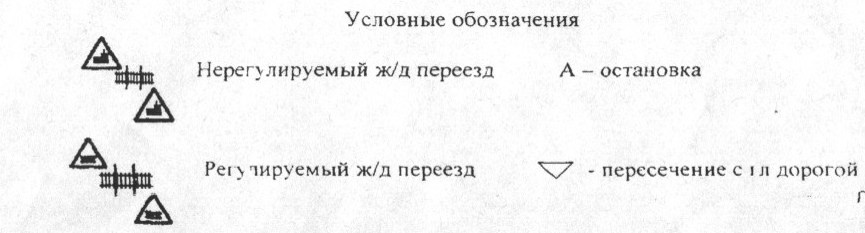 Условные обозначения
Нерегулируемый ж/д переезд А – остановка
Регулируемый ж/д переезд - пересечение с гл дорогой